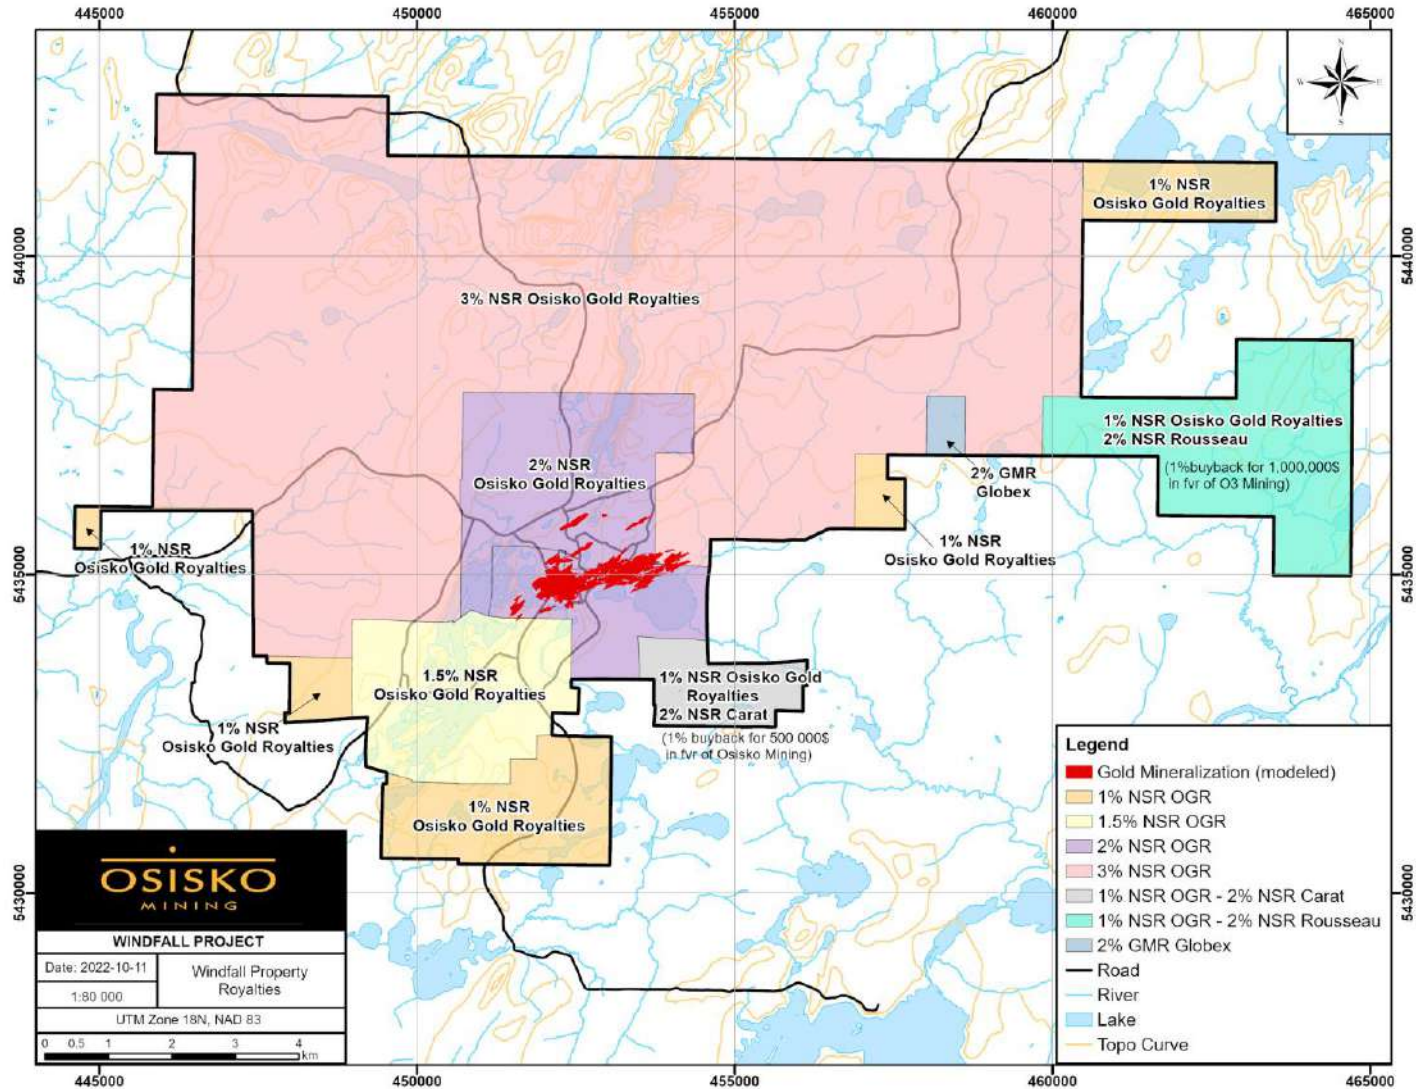 445000
450000
455000
460000
465000
N
W
E
S
1% NSR
Osisko Gold Royalties
5440000
5440000
3% NSR Osisko Gold Royalties
1% NSR Osisko Gold Royalties
2% NSR Rousseau
(1%buyback for 1,000,000$
in fvr of O3 Mining)
2% NSR
Osisko Gold Royalties
2% GMR
Globex
1% NSR
Osisko Gold Royalties
1% NSR
Osisko Gold Royalties
5435000
5435000
1.5% NSR
Osisko Gold Royalties
1% NSR Osisko Gold
Royalties
2% NSR Carat
(1% buyback for 500 000$
in fvr of Osisko Mining)
1% NSR
Osisko Gold Royalties
1% NSR
Osisko Gold Royalties
5430000
5430000
Legend
Gold Mineralization (modeled)
1% NSR OGR
1.5% NSR OGR
2% NSR OGR
3% NSR OGR
1% NSR OGR - 2% NSR Carat
1% NSR OGR - 2% NSR Rousseau
2% GMR Globex
Road
River
Lake
Topo Curve
OSISKO
MINING
WINDFALL PROJECT
Date: 2022-10-11
1:80 000
Windfall Property
Royalties
UTM Zone 18N, NAD 83
0 0.5 1 2 3 4
km
445000
450000
455000
460000
465000